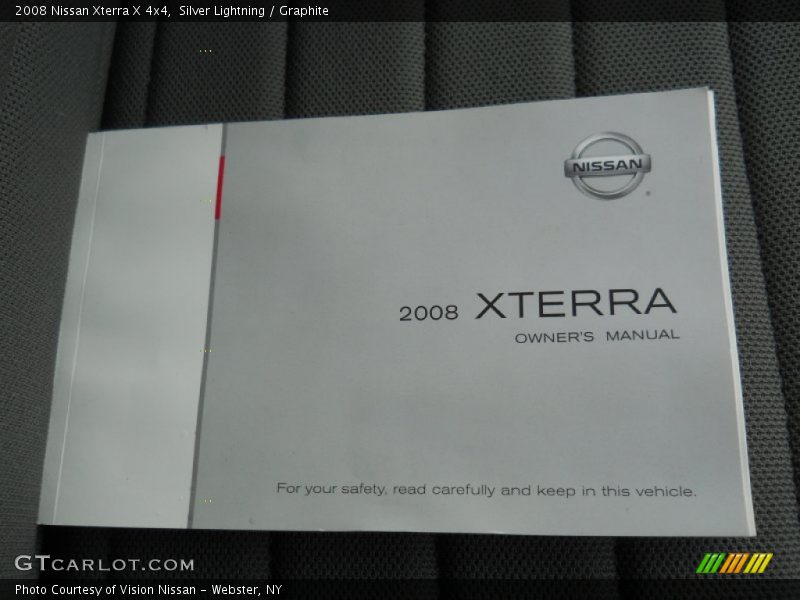 2008 Nissan Xterra X 4x4,  Silver Lightning / Graphite
NISSAN
2008 XTERRA
OWNER'S MANUAL
For your safety, read carefully and keep in this vehicle.
GTCARLOT.COM
Photo Courtesy of Vision Nissan - Webster, NY